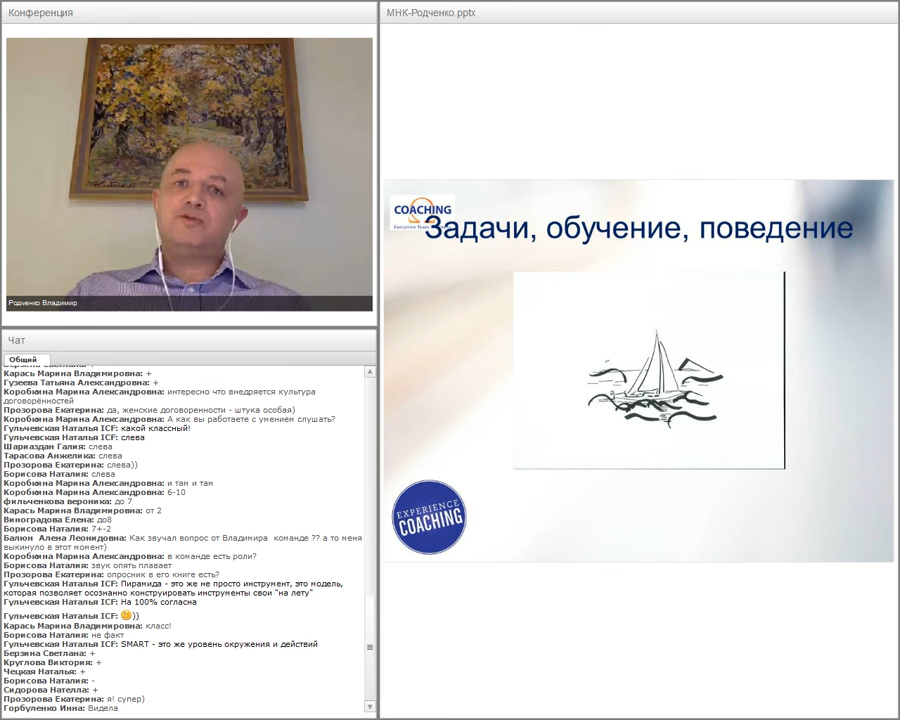 Конференция
Родченко Владимир
Чат
Общий
Карась Марина Владимировна: +
Гузеева Татьяна Александровна: +
Коробкина Марина Александровна: интересно что внедряется культура
договорённостей
Прозорова Екатерина: да, женские договоренности - штука особая)
Коробкина Марина Александровна: А как вы работаете с умением слушать?
Гульчевская Наталья ICF: какой классный!
Гульчевская Наталья ICF: слева
Шариаздан Галия: слева
Тарасова Анжелика: слева
Прозорова Екатерина: слева))
Борисова Наталия: слева
Коробкина Марина Александровна: и там и там
Коробкина Марина Александровна: 6-10
фильченкова вероника: до 7
Карась Марина Владимировна: от 2
Виноградова Елена: до8
Борисова Наталия: 7+-2
Балюн Алена Леонидовна: Как звучал вопрос от Владимира команде ?? а то меня
выкинуло в этот момент)
Коробкина Марина Александровна: в команде есть роли?
Борисова Наталия: звук опять плавает
Прозорова Екатерина: опросник в его книге есть?
Гульчевская Наталья ICF: Пирамида - это же не просто инструмент, это модель,
которая позволяет осознанно конструировать инструменты свои "на лету"
Гульчевская Наталья ICF: На 100% согласна
Гульчевская Наталья ICF: ))
Карась Марина Владимировна: класс!
Борисова Наталия: не факт
Гульчевская Наталья ICF: SMART - это же уровень окружения и действий
Берзина Светлана: +
Круглова Виктория: +
Чецкая Наталья: +
Борисова Наталия: -
Сидорова Нателла: +
Прозорова Екатерина: я! супер)
Горбуленко Инна: Видела
МНК-Родченко.pptx
COACHING
Executive Team
Задачи, обучение, поведение
EXPERIENCE
COACHING